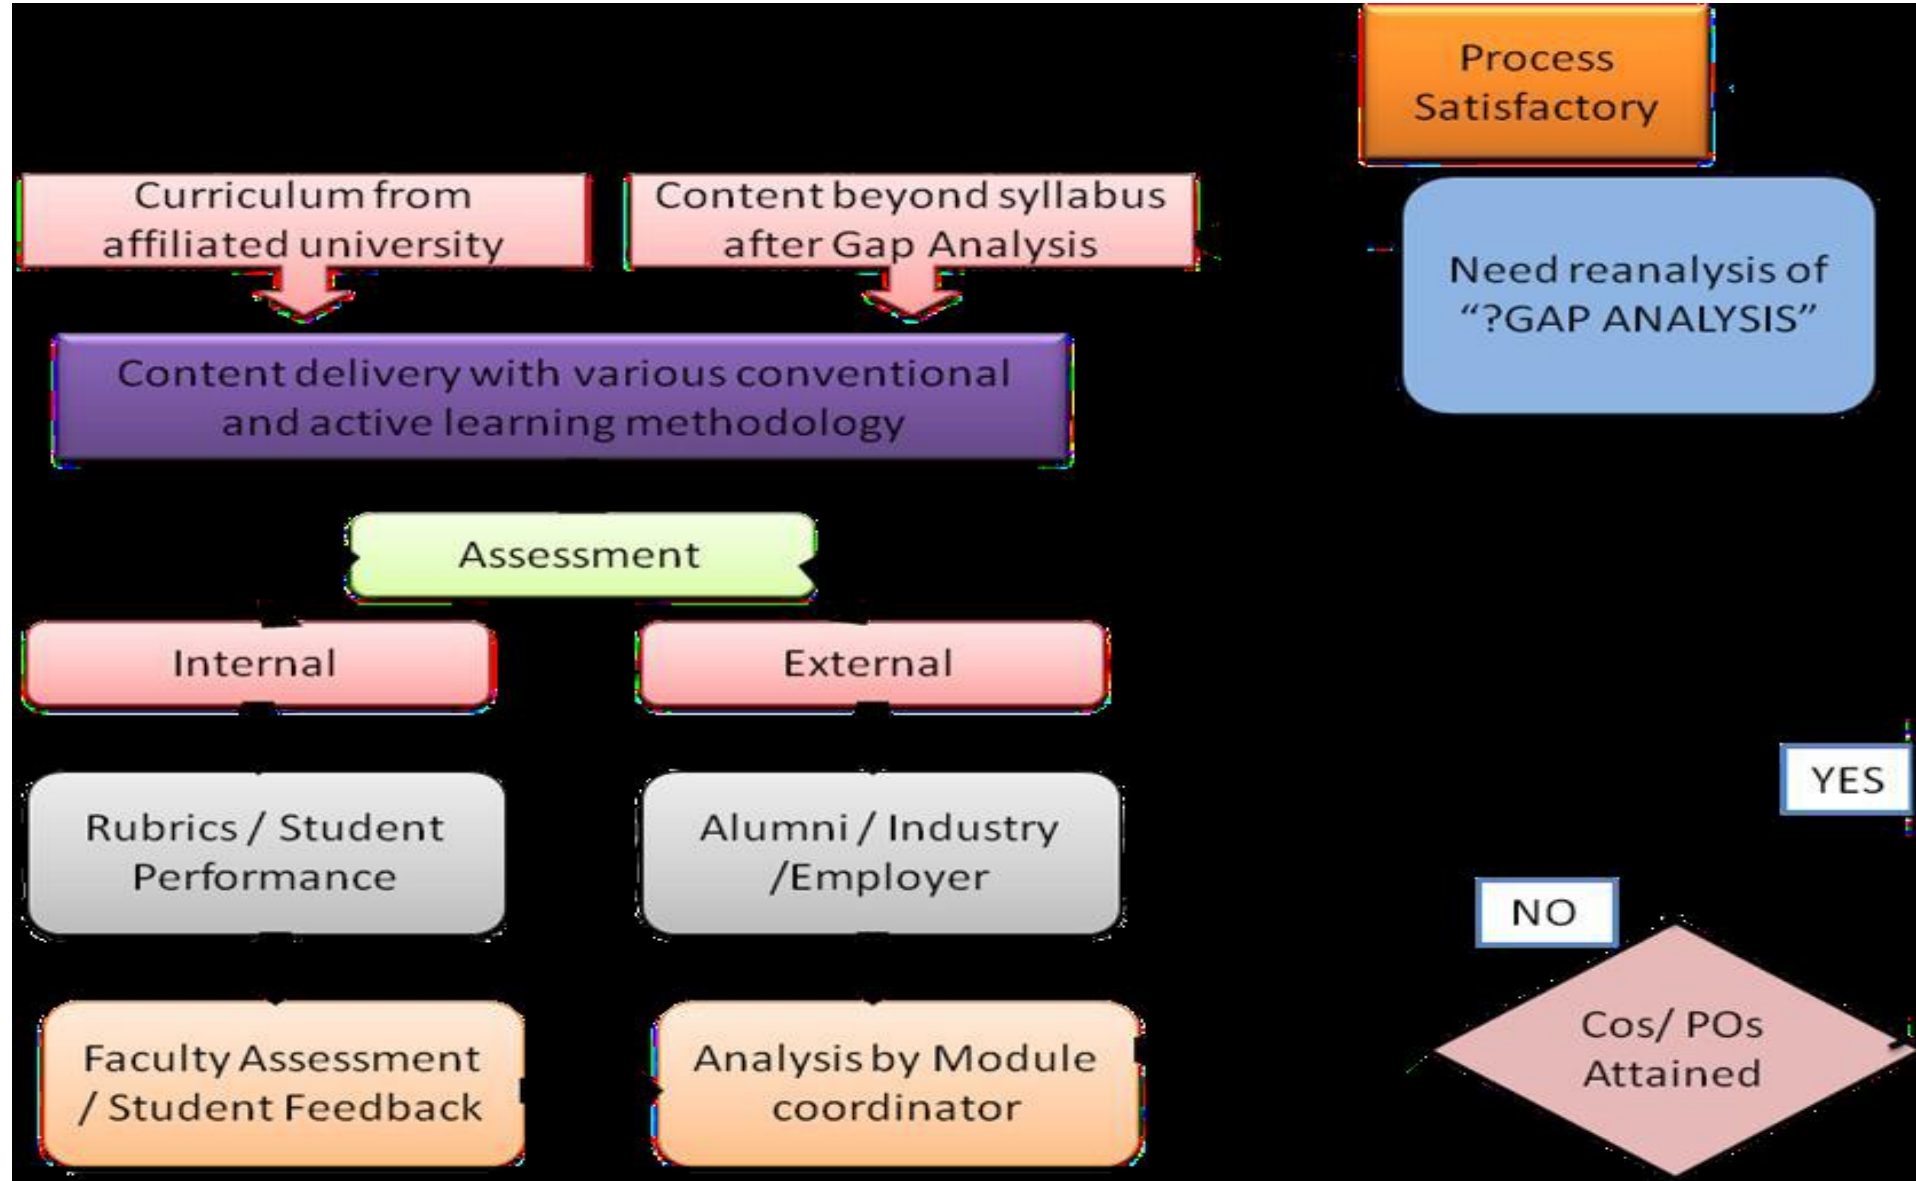 Process
Satisfactory
Curriculum from
affiliated university
Content beyond syllabus
after Gap Analysis
Need reanalysis of
“?GAP ANALYSIS”
Content delivery with various conventional
and active learning methodology
Assessment
Internal
External
YES
Rubrics / Student
Performance
Alumni / Industry
/Employer
NO
Cos/ POs
Attained
Faculty Assessment
/ Student Feedback
Analysis by Module
coordinator